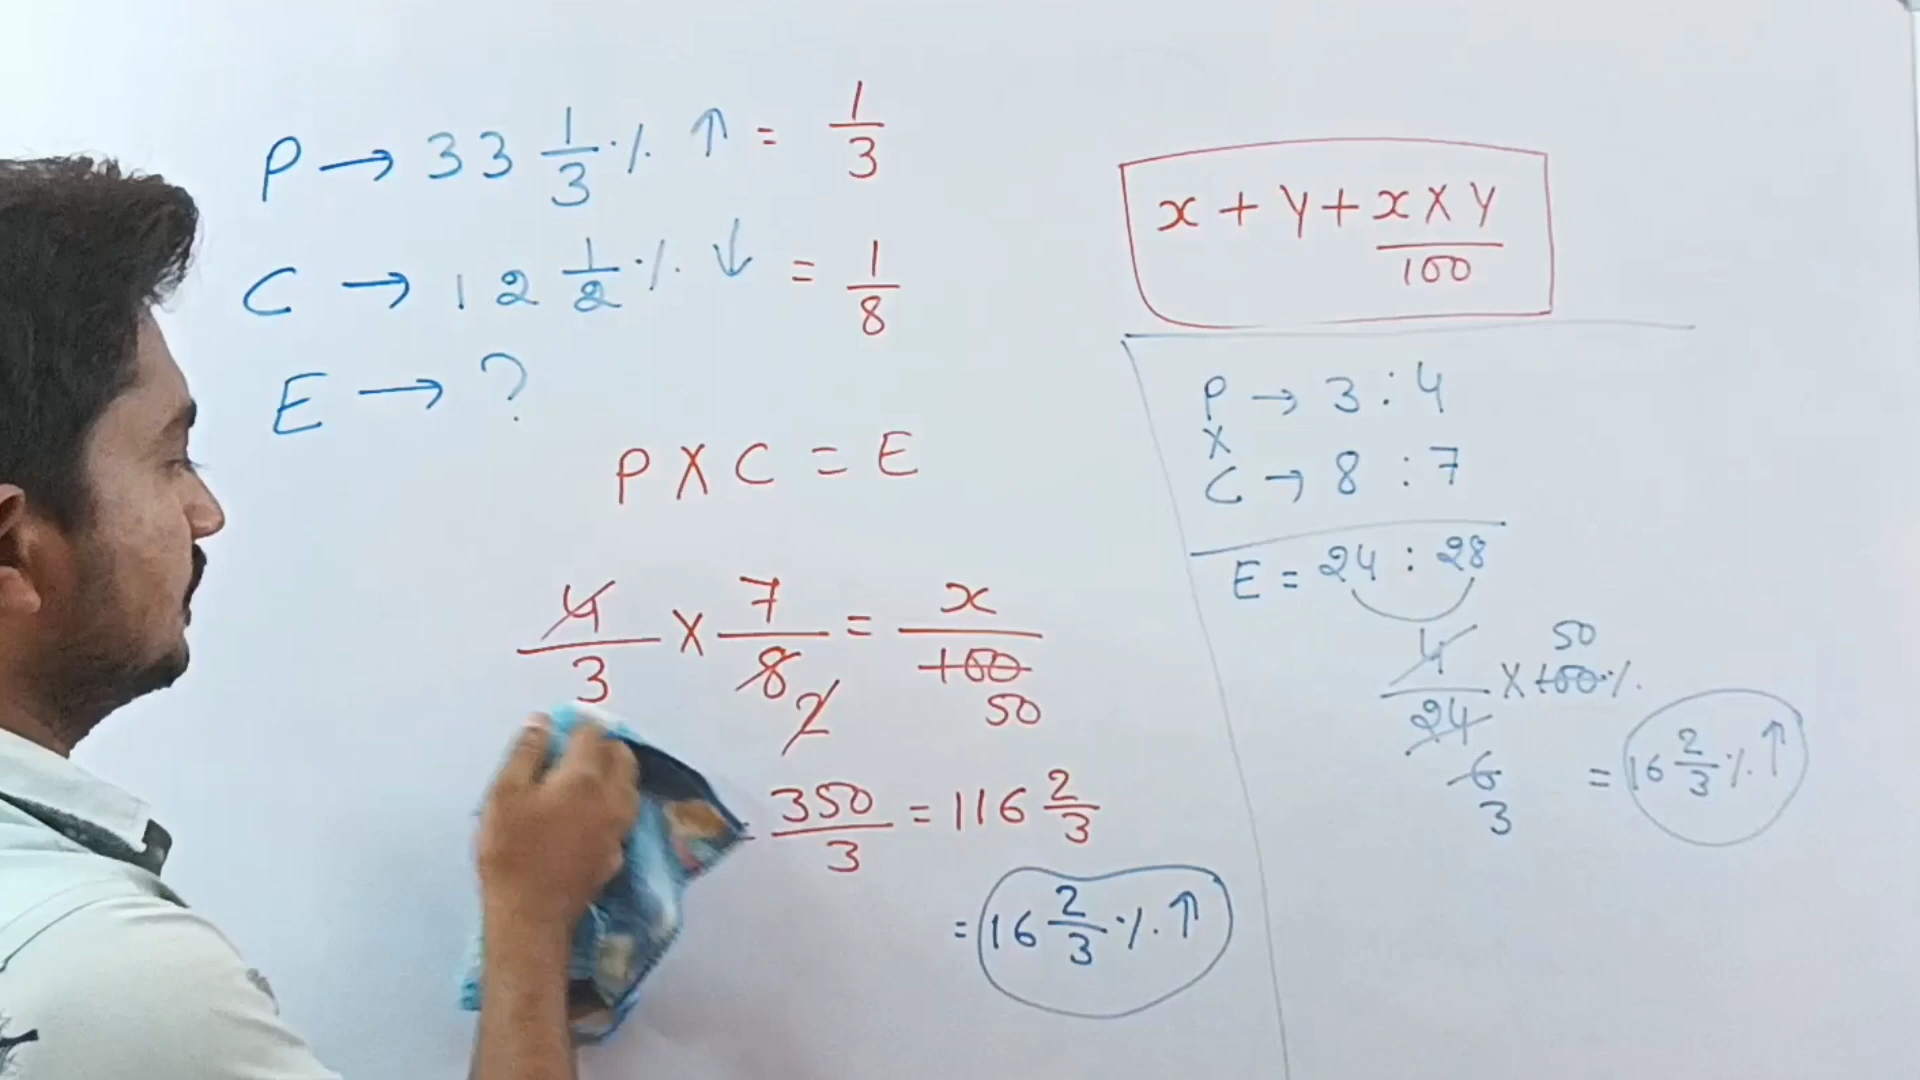 P → 33 1/3 % ↑ = 1/3
C → 12 1/2 % ↓ = 1/8
E → ?
P X C = E
4/3 X 7/8 2 = x/100 50
= 350/3 = 116 2/3
= 16 2/3 % ↑
x + y + x X y/100
P → 3 : 4
X
C → 8 : 7
E = 24 : 28
50
4/24 X 100 %
6
3
= 16 2/3 % ↑